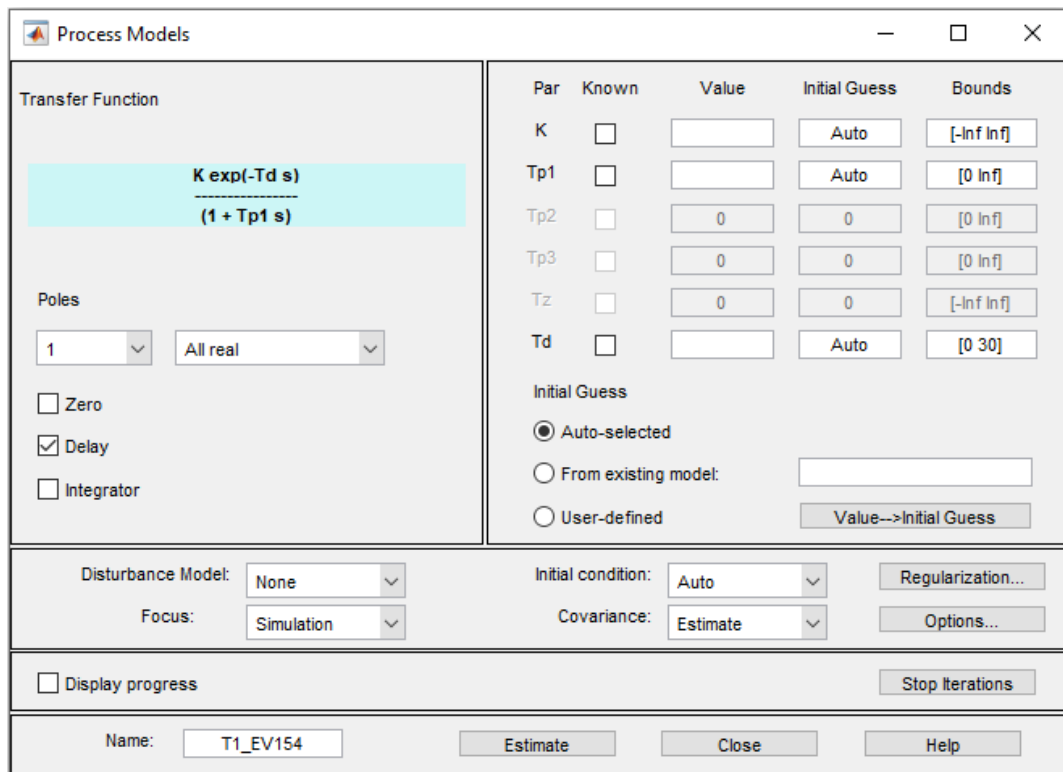 Process Models
Transfer Function
K exp(-Td s)
----------------
(1 + Tp1 s)
Poles
1 All real
Zero
Delay
Integrator
Par Known Value Initial Guess Bounds
K Auto [-Inf Inf]
Tp1 Auto [0 Inf]
Tp2 0 0 [0 Inf]
Tp3 0 0 [0 Inf]
Tz 0 0 [-Inf Inf]
Td Auto [0 30]
Initial Guess
Auto-selected
From existing model:
User-defined Value-->Initial Guess
Disturbance Model: None Initial condition: Auto Regularization...
Focus: Simulation Covariance: Estimate Options...
Display progress Stop Iterations
Name: T1_EV154 Estimate Close Help